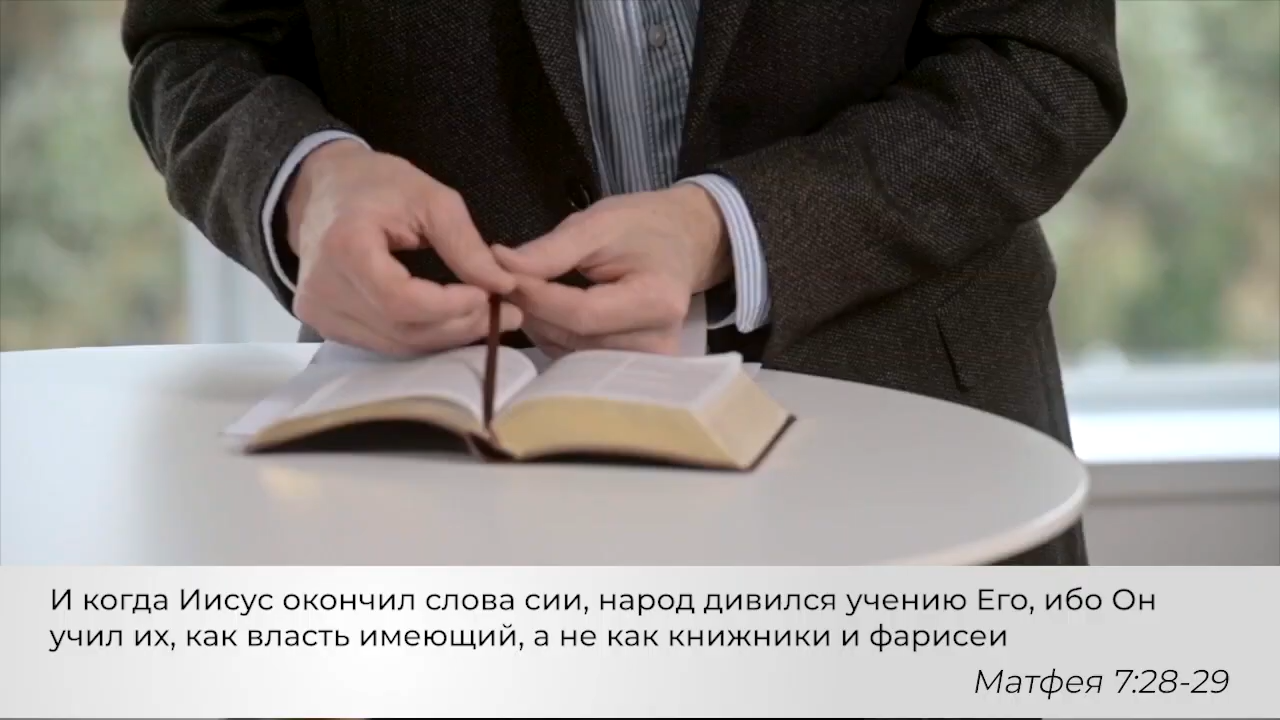 И когда Иисус окончил слова сии, народ дивился учению Его, ибо Он
учил их, как власть имеющий, а не как книжники и фарисеи
Матфея 7:28-29